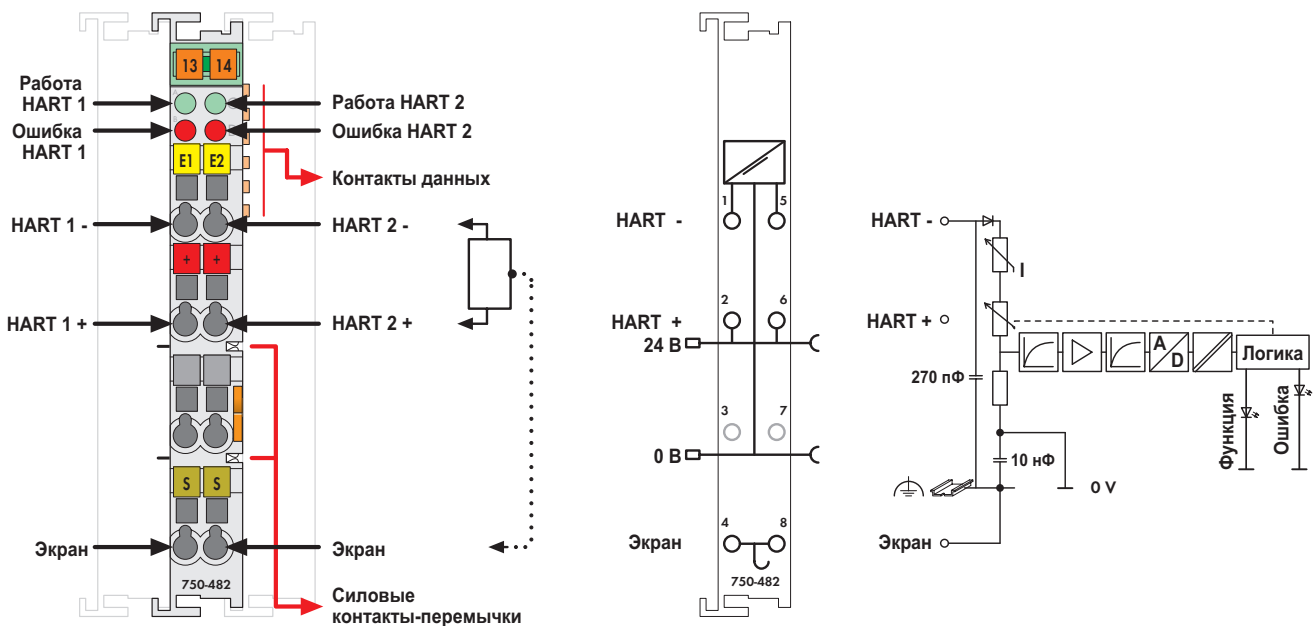 13 14
Работа
HART 1
Работа HART 2
Ошибка
HART 1
Ошибка HART 2
E1 E2
Контакты данных
HART 1 -
HART 2 -
+ +
HART 1 +
HART 2 +
S S
Экран
Экран
750-482
Силовые
контакты-перемычки
1 5
HART -
2 6
HART +
24 В
3 7
0 В
4 8
Экран
750-482
HART -
I
HART +
A
D
Логика
270 пФ
Функция
Ошибка
10 нФ
0 V
Экран